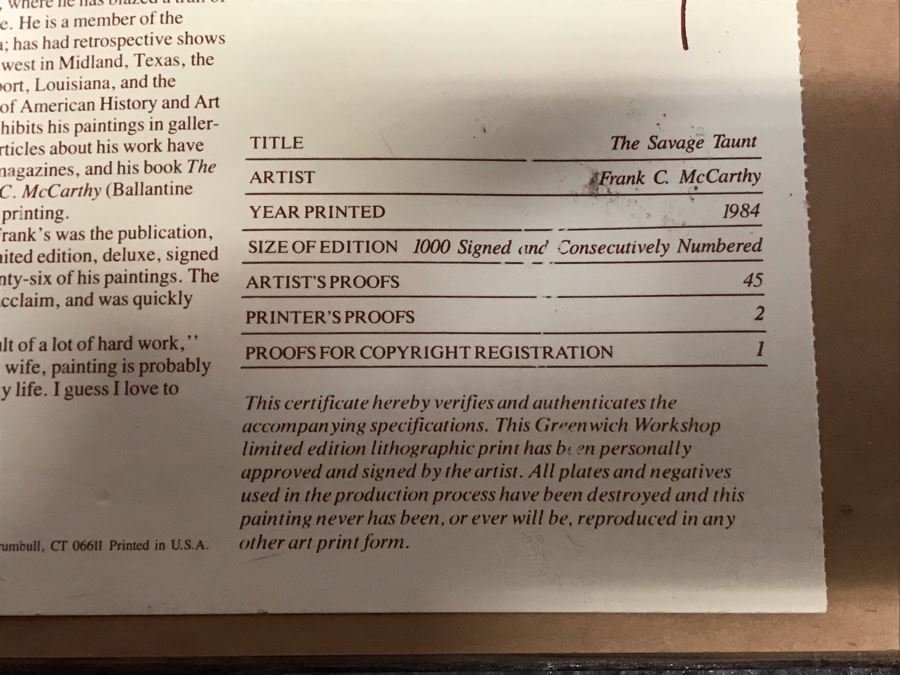 where he has blazed a trail of
e. He is a member of the
; has had retrospective shows
west in Midland, Texas, the
port, Louisiana, and the
of American History and Art
hibits his paintings in galler-
rticles about his work have
magazines, and his book The
C. McCarthy (Ballantine
printing.
Frank's was the publication,
ited edition, deluxe, signed
nty-six of his paintings. The
cclaim, and was quickly
lt of a lot of hard work,''
wife, painting is probably
y life. I guess I love to
rumbull, CT 06611 Printed in U.S.A.
TITLE The Savage Taunt
ARTIST Frank C. McCarthy
YEAR PRINTED 1984
SIZE OF EDITION 1000 Signed and Consecutively Numbered
ARTIST'S PROOFS 45
PRINTER'S PROOFS 2
PROOFS FOR COPYRIGHT REGISTRATION 1
This certificate hereby verifies and authenticates the
accompanying specifications. This Greenwich Workshop
limited edition lithographic print has been personally
approved and signed by the artist. All plates and negatives
used in the production process have been destroyed and this
painting never has been, or ever will be, reproduced in any
other art print form.